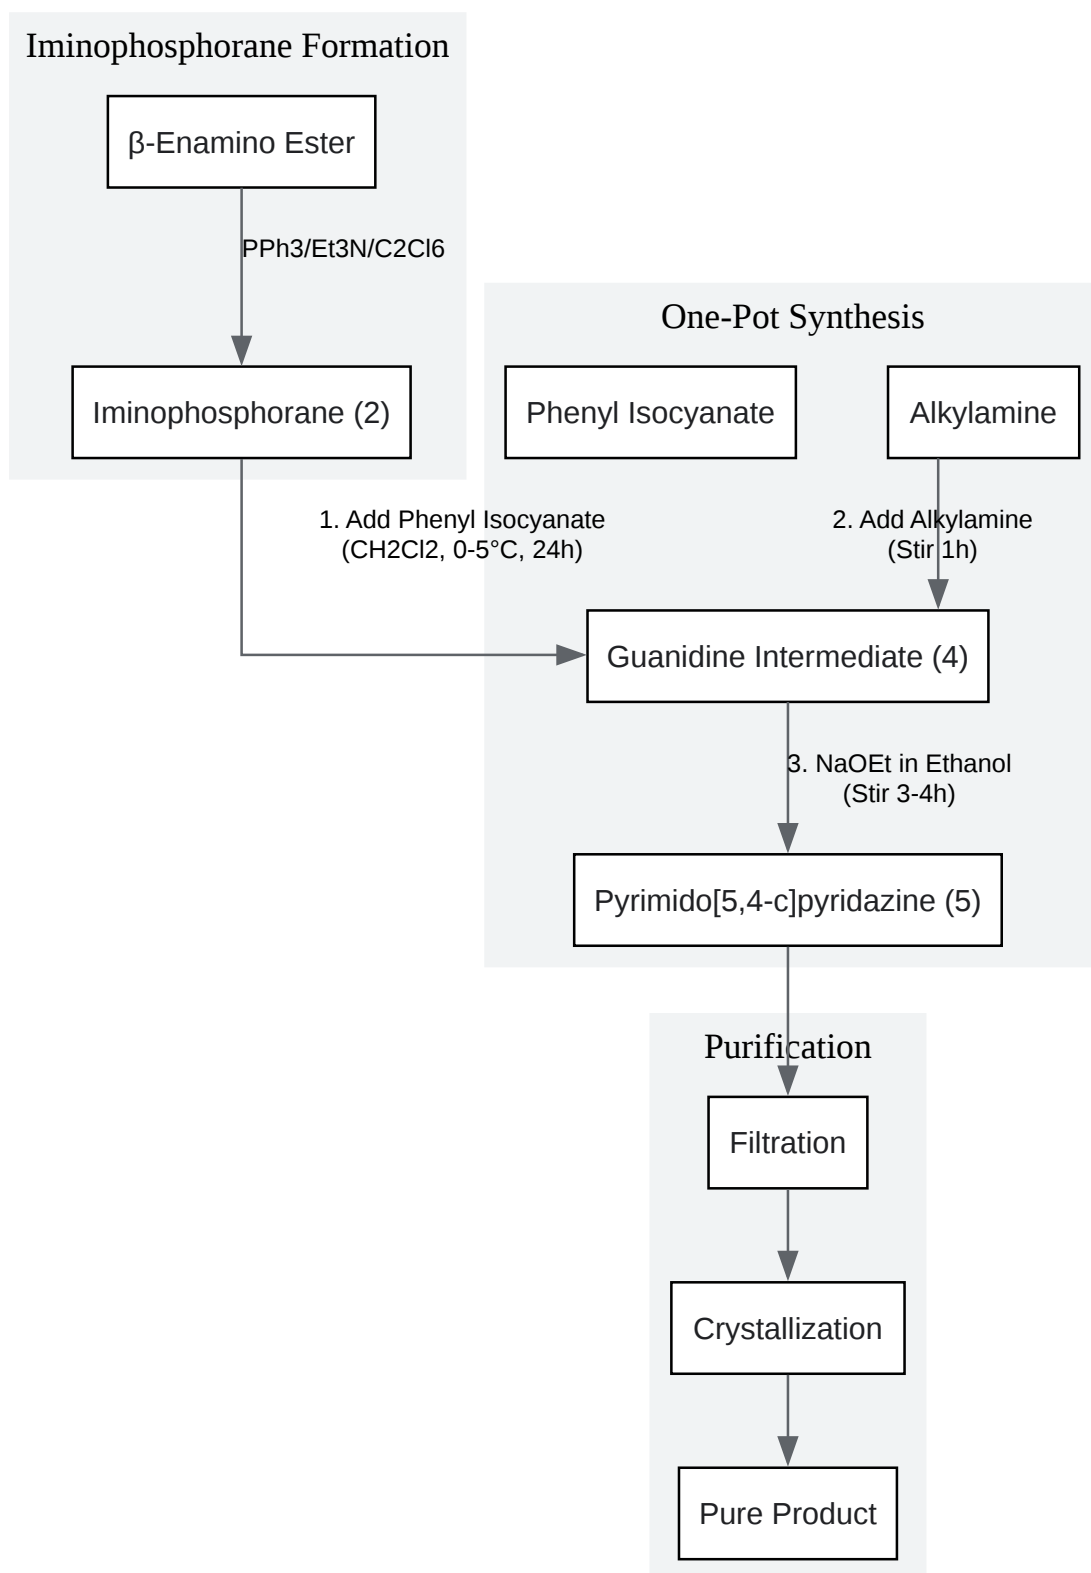 Iminophosphorane Formation
β-Enamino Ester
PPh3/Et3N/C2Cl6
One-Pot Synthesis
Iminophosphorane (2)
Phenyl Isocyanate
Alkylamine
1. Add Phenyl Isocyanate
(CH2Cl2, 0-5°C, 24h)
2. Add Alkylamine
(Stir 1h)
Guanidine Intermediate (4)
3. NaOEt in Ethanol
(Stir 3-4h)
Pyrimido[5,4-c]pyridazine (5)
Purification
Filtration
Crystallization
Pure Product